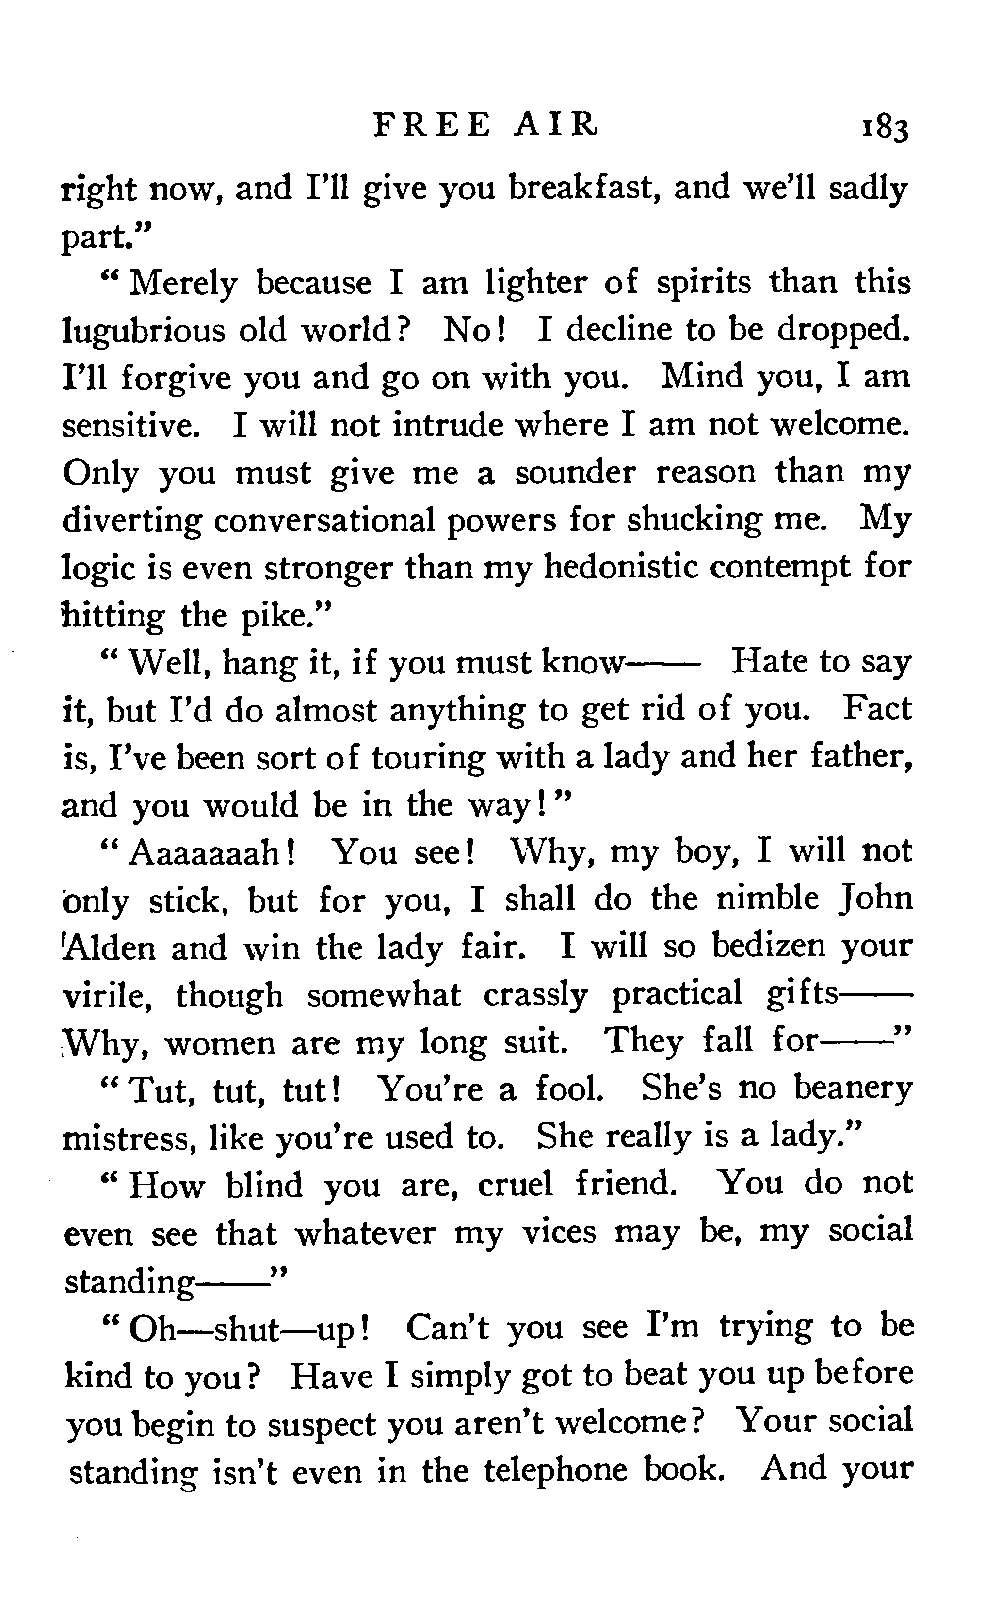 FREE AIR 183
right now, and I'll give you breakfast, and we'll sadly
part."
"Merely because I am lighter of spirits than this
lugubrious old world? No! I decline to be dropped.
I'll forgive you and go on with you. Mind you, I am
sensitive. I will not intrude where I am not welcome.
Only you must give me a sounder reason than my
diverting conversational powers for shucking me. My
logic is even stronger than my hedonistic contempt for
hitting the pike."
"Well, hang it, if you must know—— Hate to say
it, but I'd do almost anything to get rid of you. Fact
is, I've been sort of touring with a lady and her father,
and you would be in the way!"
"Aaaaaaah! You see! Why, my boy, I will not
only stick, but for you, I shall do the nimble John
Alden and win the lady fair. I will so bedizen your
virile, though somewhat crassly practical gifts——
Why, women are my long suit. They fall for——"
"Tut, tut, tut! You're a fool. She's no beanery
mistress, like you're used to. She really is a lady."
"How blind you are, cruel friend. You do not
even see that whatever my vices may be, my social
standing——"
"Oh—shut—up! Can't you see I'm trying to be
kind to you? Have I simply got to beat you up before
you begin to suspect you aren't welcome? Your social
standing isn't even in the telephone book. And your